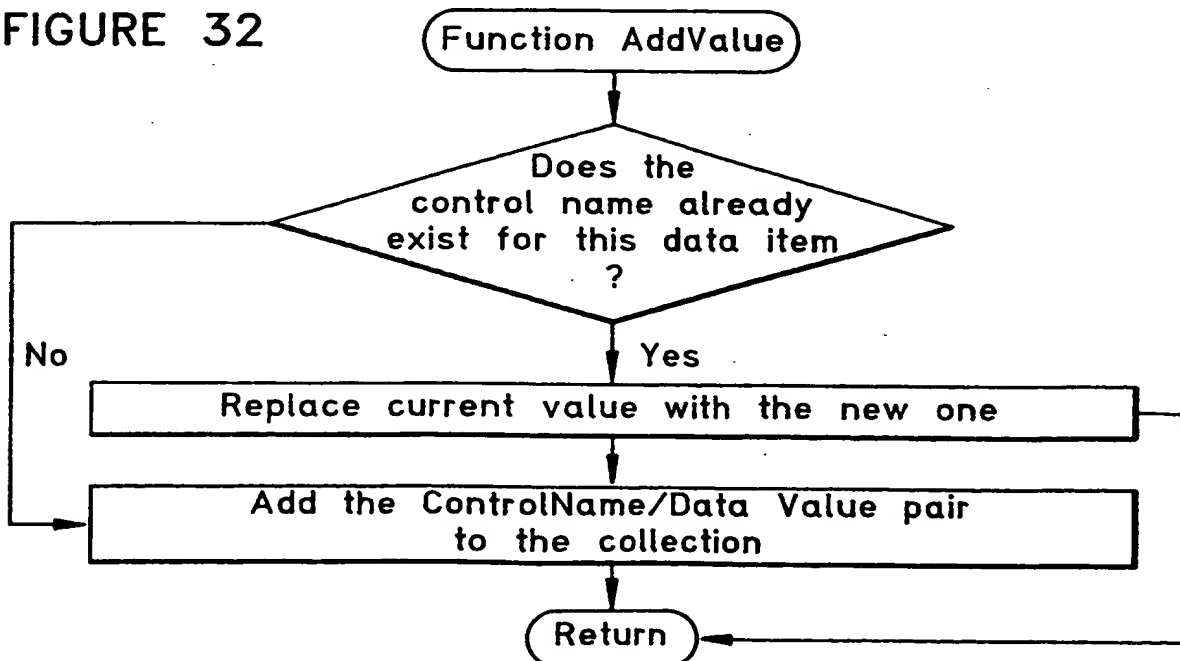 FIGURE 32
Function AddValue
Does the
control name already
exist for this data item
?
No
Yes
Replace current value with the new one
Add the ControlName/Data Value pair
to the collection
Return